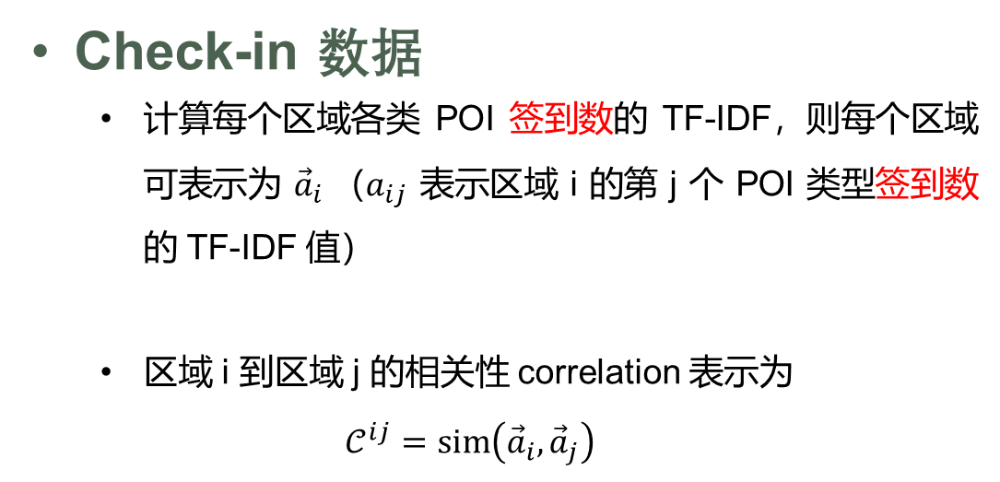 • Check-in 数据
• 计算每个区域各类 POI 签到数的 TF-IDF，则每个区域
可表示为 $\vec{a}_i$（$a_{ij}$ 表示区域 i 的第 j 个 POI 类型签到数
的 TF-IDF 值）
• 区域 i 到区域 j 的相关性 correlation 表示为
$\mathcal{C}^{ij} = \text{sim}(\vec{a}_i, \vec{a}_j)$